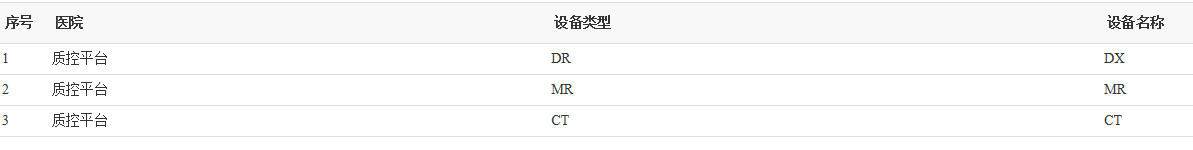 序号 医院 设备类型 设备名称
1 质控平台 DR DX
2 质控平台 MR MR
3 质控平台 CT CT